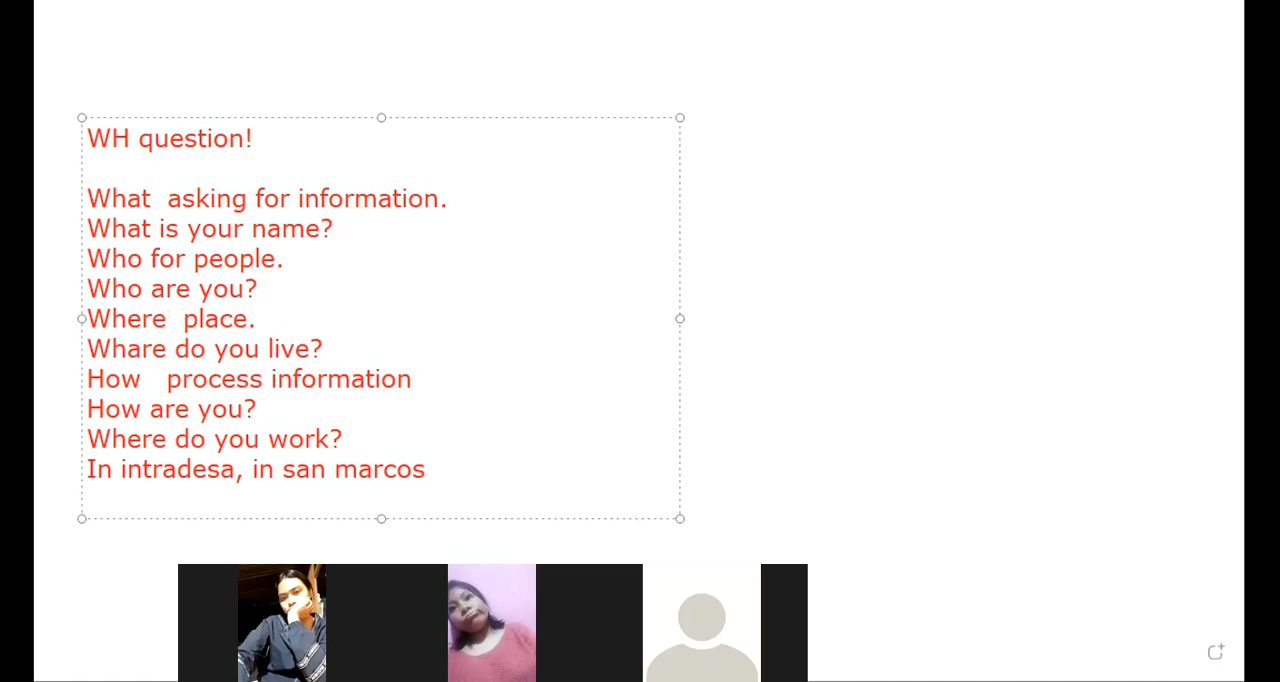 WH question!
What  asking for information.
What is your name?
Who for people.
Who are you?
Where  place.
Whare do you live?
How   process information
How are you?
Where do you work?
In intradesa, in san marcos